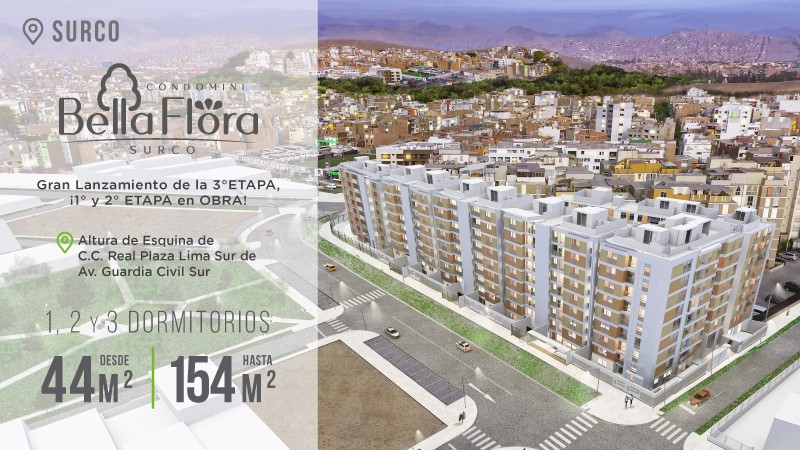 SURCO
CONDOMINI
Bella Flora
SURCO
Gran Lanzamiento de la 3°ETAPA,
¡1° y 2° ETAPA en OBRA!
Altura de Esquina de
C.C. Real Plaza Lima Sur de
Av. Guardia Civil Sur
1, 2 y 3 DORMITORIOS
DESDE HASTA
44M² 154M²